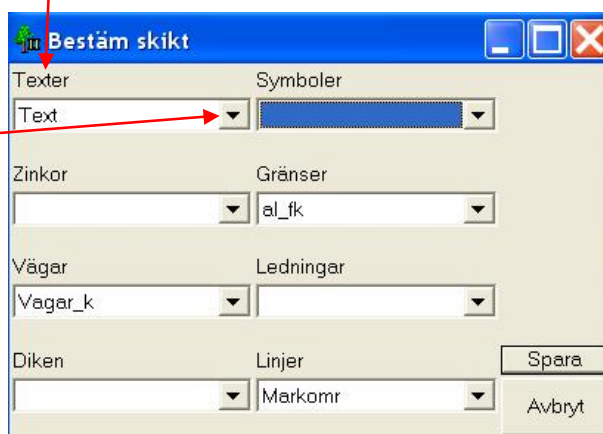 Bestäm skikt
Texter Symboler
Text
Zinkor Gränser
al_fk
Vägar Ledningar
Vagar_k
Diken Linjer Spara
Markomr Avbryt